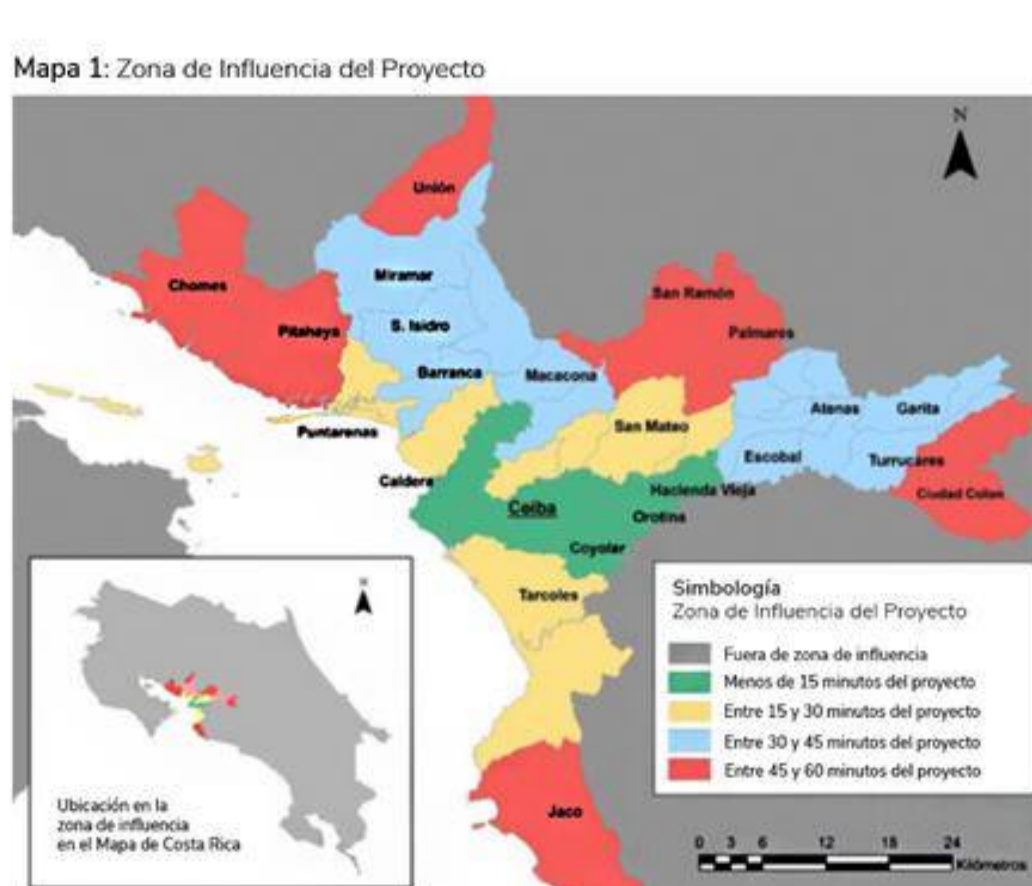 Mapa 1: Zona de Influencia del Proyecto
N
Unión
Chomes
Miramar
San Ramón
Pitahaya
S. Isidro
Palmares
Barranca
Macacona
Puntarenas
San Mateo
Atenas
Garita
Escobal
Turrucares
Caldera
Hacienda Vieja
Ciudad Colon
Ceiba
Orotina
Coyolar
Tarcoles
Jaco
N
Ubicación en la
zona de influencia
en el Mapa de Costa Rica
Simbología
Zona de Influencia del Proyecto
Fuera de zona de influencia
Menos de 15 minutos del proyecto
Entre 15 y 30 minutos del proyecto
Entre 30 y 45 minutos del proyecto
Entre 45 y 60 minutos del proyecto
0 3 6 12 18 24
Kilómetros